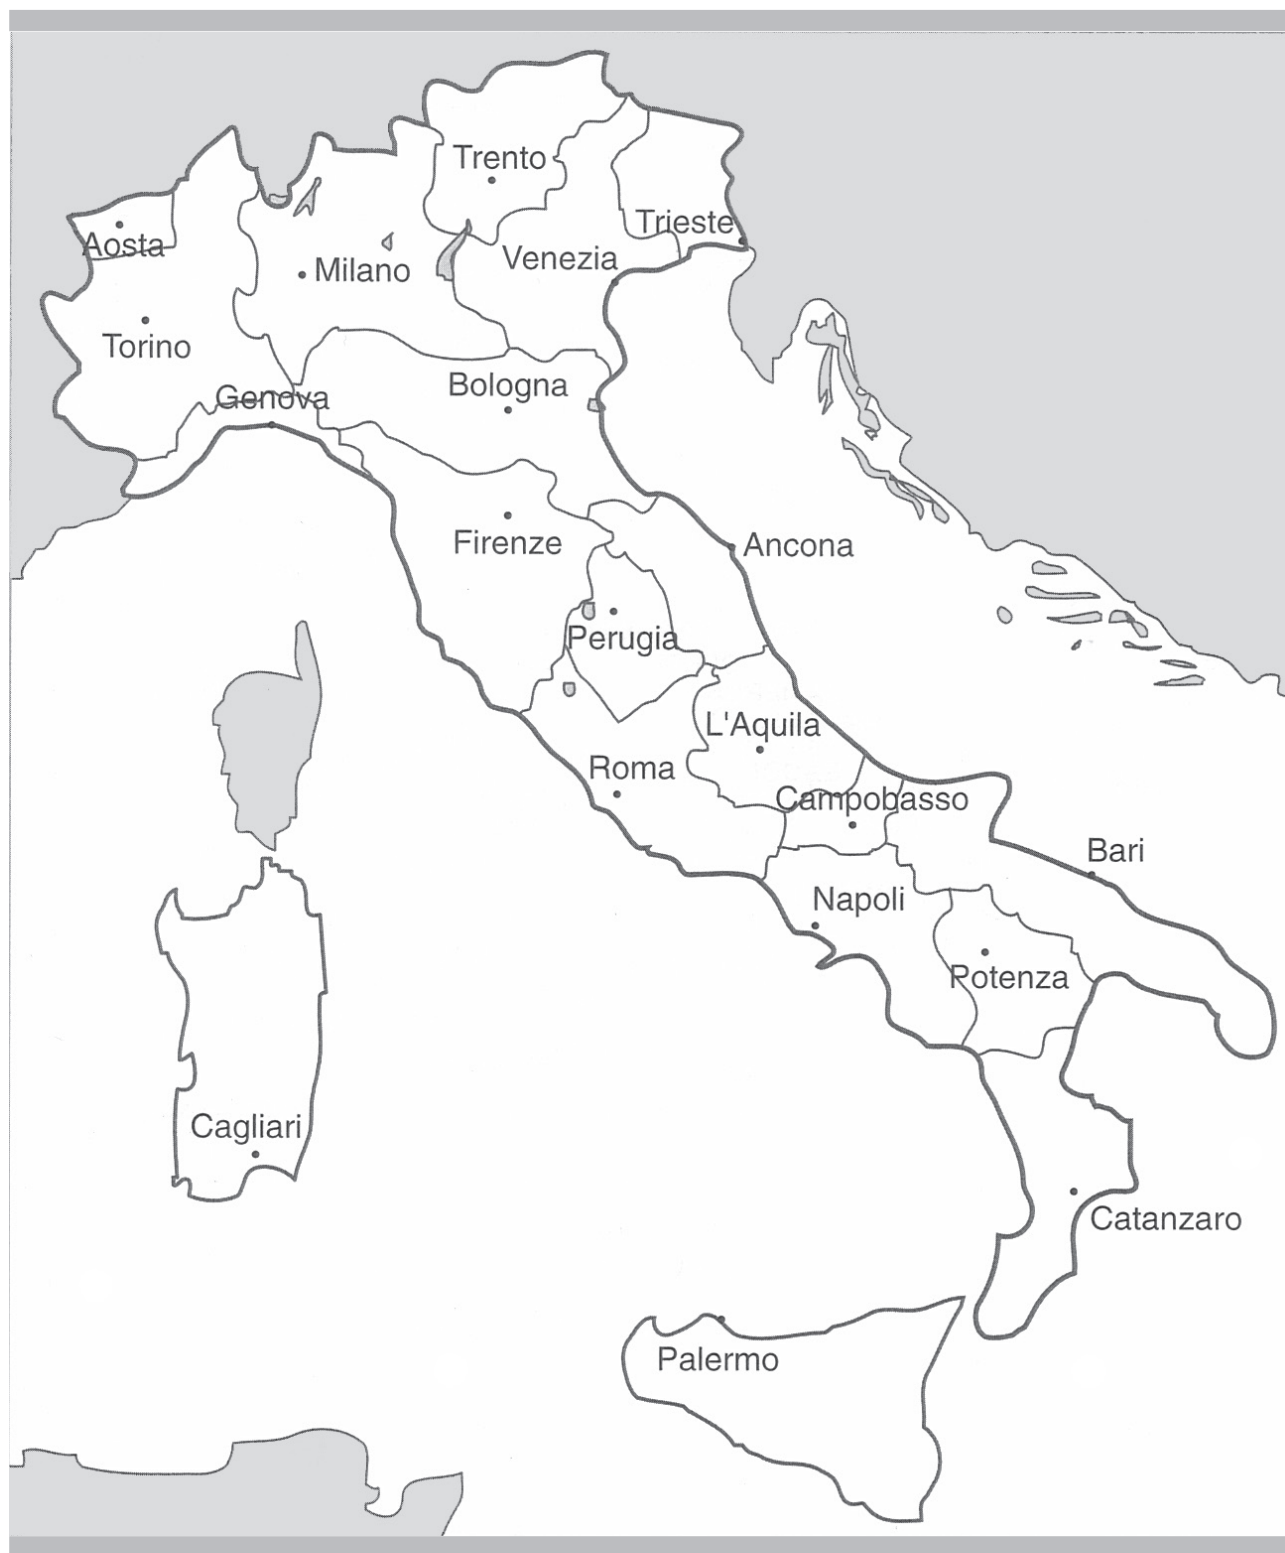 Trento
Trieste
Aosta
Venezia
Milano
Torino
Bologna
Genova
Firenze
Ancona
Perugia
L'Aquila
Roma
Campobasso
Bari
Napoli
Potenza
Cagliari
Catanzaro
Palermo